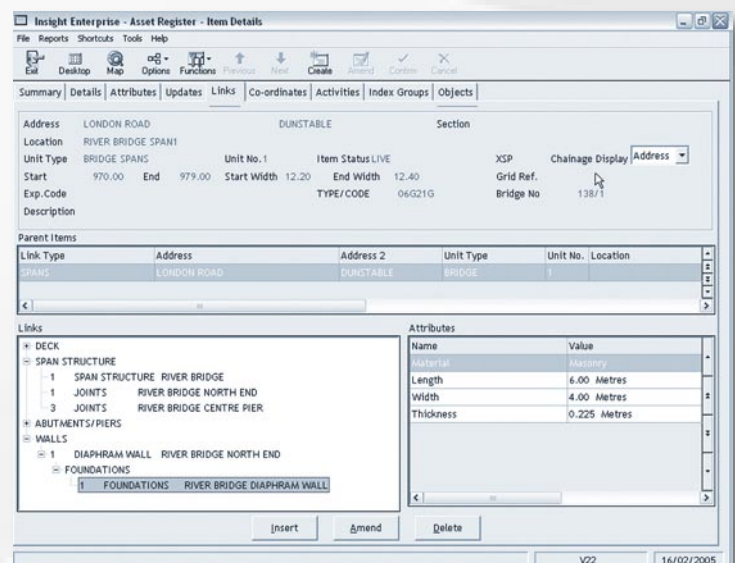 Insight Enterprise - Asset Register - Item Details
File Reports Shortcuts Tools Help
Exit Desktop Map Options Functions Previous Next Create Amend Confirm Cancel
Summary Details Attributes Updates Links Co-ordinates Activities Index Groups Objects
Address LONDON ROAD DUNSTABLE Section
Location RIVER BRIDGE SPAN1
Unit Type BRIDGE SPANS Unit No. 1 Item Status LIVE XSP Chainage Display Address
Start 970.00 End 979.00 Start Width 12.20 End Width 12.40 Grid Ref.
Exp.Code TYPE/CODE 06G21G Bridge No 138/1
Description
Parent Items
Link Type Address Address 2 Unit Type Unit No. Location
SPANS LONDON ROAD DUNSTABLE BRIDGE 1
Links
DECK
SPAN STRUCTURE
1 SPAN STRUCTURE RIVER BRIDGE
1 JOINTS RIVER BRIDGE NORTH END
3 JOINTS RIVER BRIDGE CENTRE PIER
ABUTMENTS/PIERS
WALLS
1 DIAPHRAM WALL RIVER BRIDGE NORTH END
FOUNDATIONS
1 FOUNDATIONS RIVER BRIDGE DIAPHRAM WALL
Attributes
Name Value
Material Masonry
Length 6.00 Metres
Width 4.00 Metres
Thickness 0.225 Metres
Insert Amend Delete
V22 16/02/2005